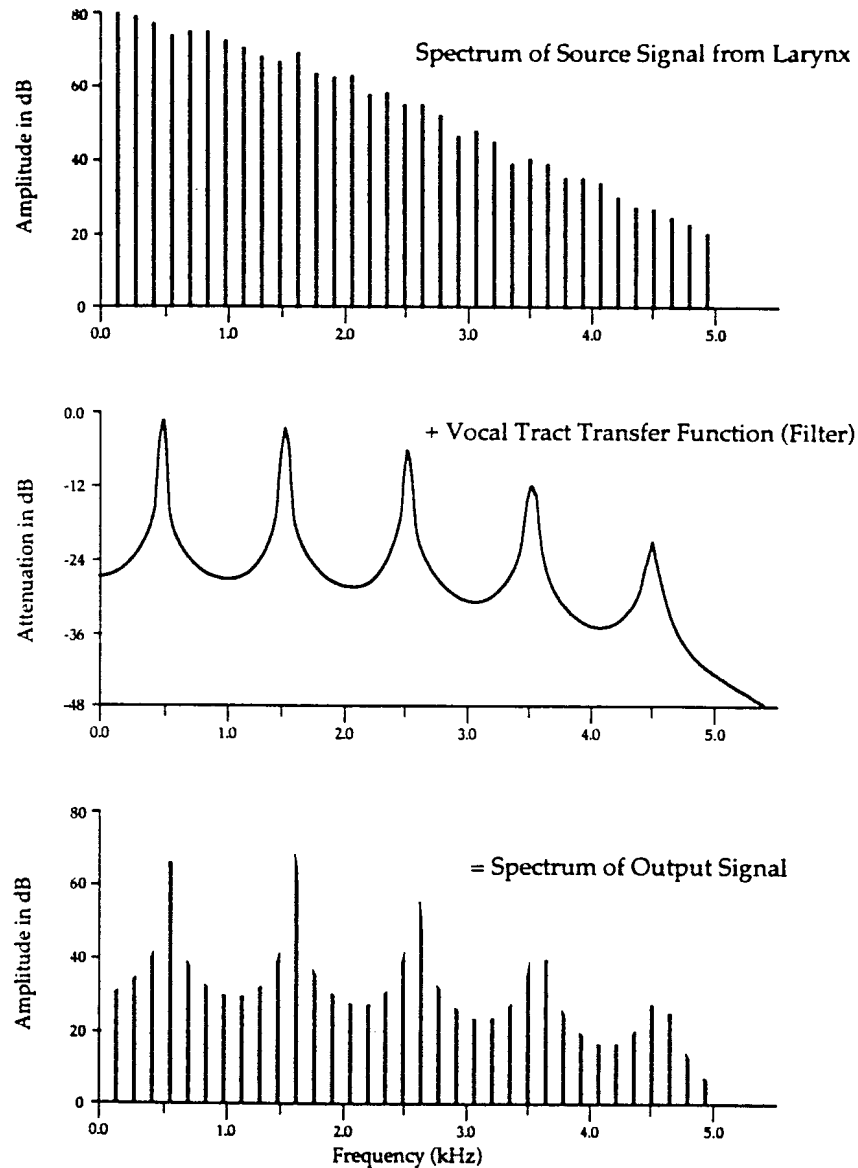 Spectrum of Source Signal from Larynx
Amplitude in dB
80
60
40
20
0
0.0 1.0 2.0 3.0 4.0 5.0
+ Vocal Tract Transfer Function (Filter)
Attenuation in dB
0.0
-12
-24
-36
-48
0.0 1.0 2.0 3.0 4.0 5.0
= Spectrum of Output Signal
Amplitude in dB
80
60
40
20
0
0.0 1.0 2.0 3.0 4.0 5.0
Frequency (kHz)